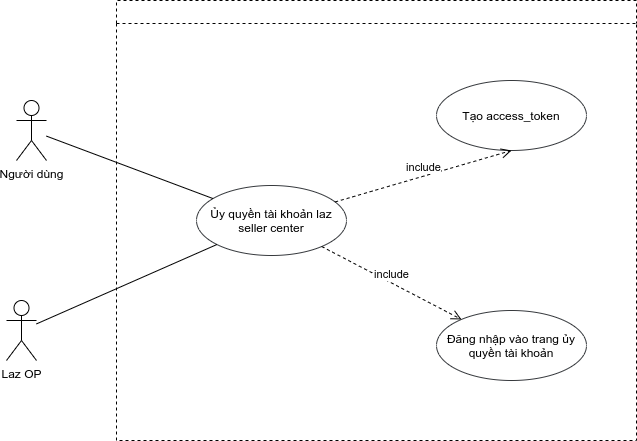 Tạo access_token
include
Người dùng
Ủy quyền tài khoản laz
seller center
include
Đăng nhập vào trang ủy
quyền tài khoản
Laz OP